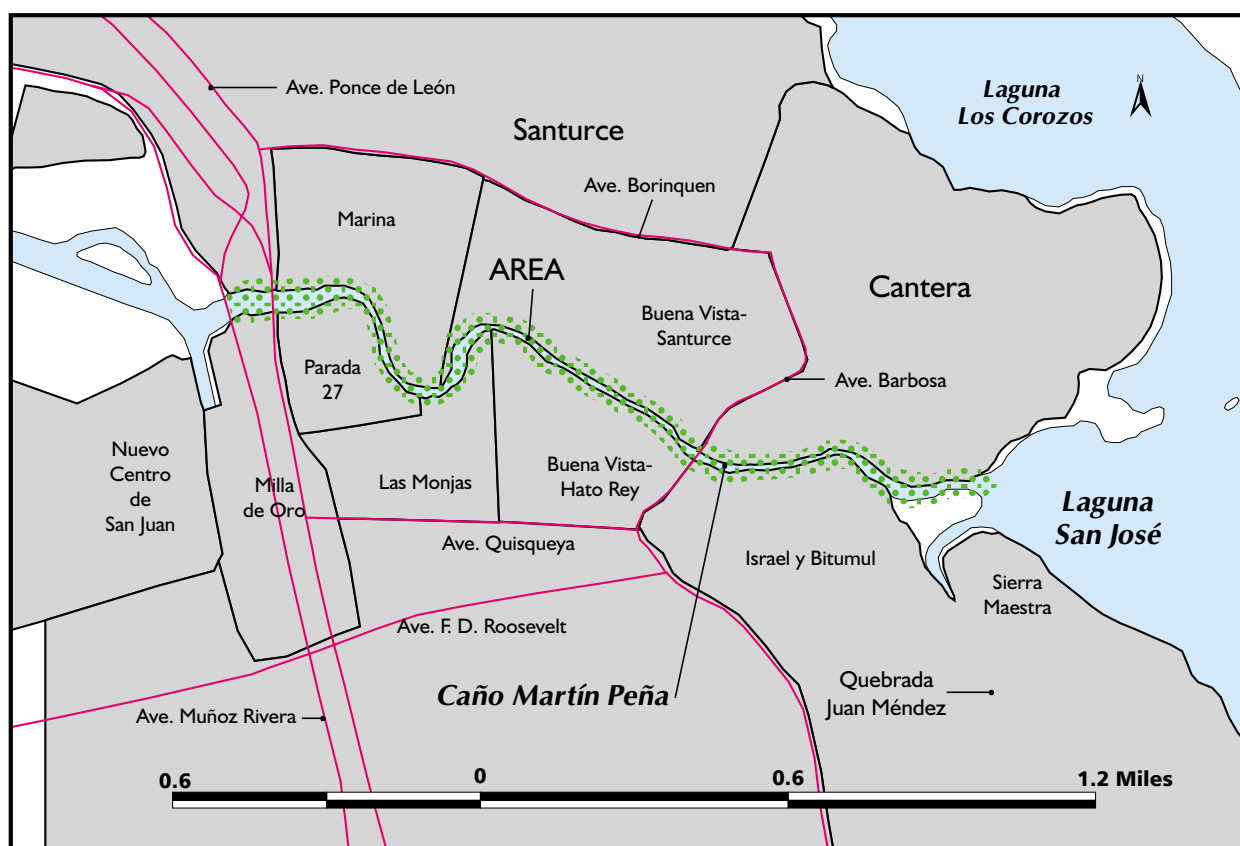 Ave. Ponce de León
Laguna
Los Corozos
N
Santurce
Ave. Borinquen
Marina
AREA
Cantera
Buena Vista-
Santurce
Parada
27
Ave. Barbosa
Nuevo
Centro
de
San Juan
Milla
de Oro
Las Monjas
Buena Vista-
Hato Rey
Laguna
San José
Ave. Quisqueya
Israel y Bitumul
Sierra
Maestra
Ave. F. D. Roosevelt
Caño Martín Peña
Quebrada
Juan Méndez
Ave. Muñoz Rivera
0.6
0
0.6
1.2 Miles